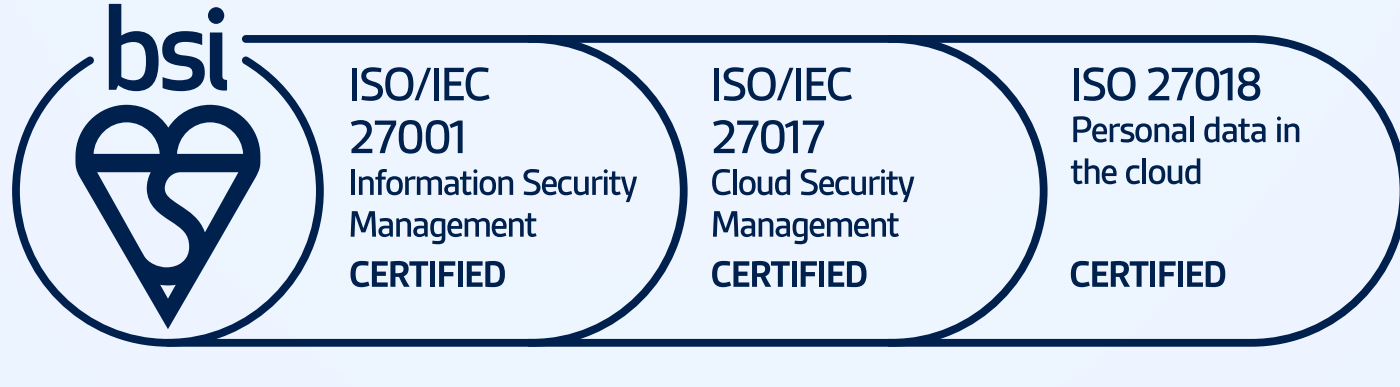 bsi
ISO/IEC
27001
Information Security
Management
CERTIFIED
ISO/IEC
27017
Cloud Security
Management
CERTIFIED
ISO 27018
Personal data in
the cloud
CERTIFIED